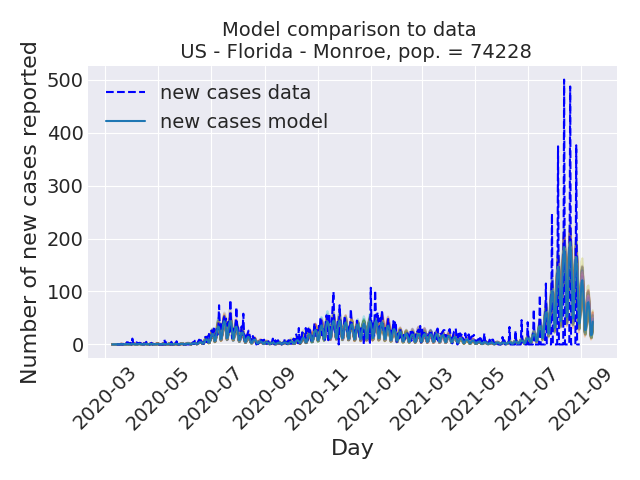 Model comparison to data
US - Florida - Monroe, pop. = 74228
Number of new cases reported
500
400
300
200
100
0
new cases data
new cases model
2020-03
2020-05
2020-07
2020-09
2020-11
2021-01
2021-03
2021-05
2021-07
2021-09
Day